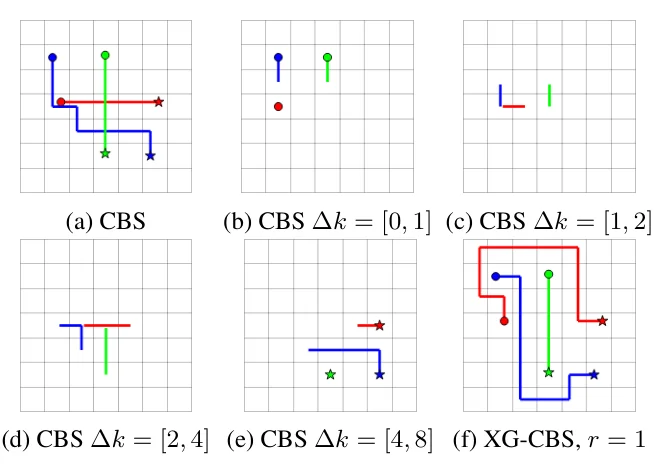 (a) CBS
(b) CBS Δk = [0, 1]
(c) CBS Δk = [1, 2]
(d) CBS Δk = [2, 4]
(e) CBS Δk = [4, 8]
(f) XG-CBS, r = 1